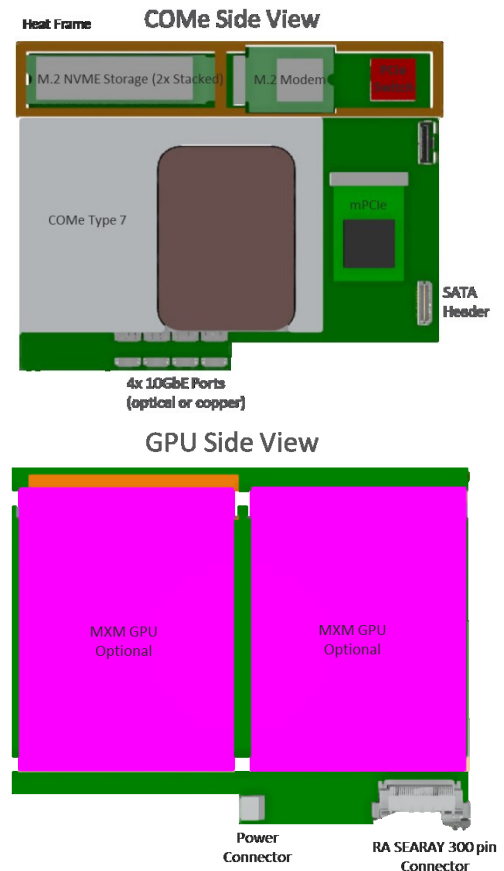 COMe Side View
Heat Frame
M.2 NVME Storage (2x Stacked)
M.2 Modem
PCIe
Switch
COMe Type 7
mPCIe
SATA
Header
4x 10GbE Ports
(optical or copper)
GPU Side View
MXM GPU
Optional
MXM GPU
Optional
Power
Connector
RA SEARAY 300 pin
Connector